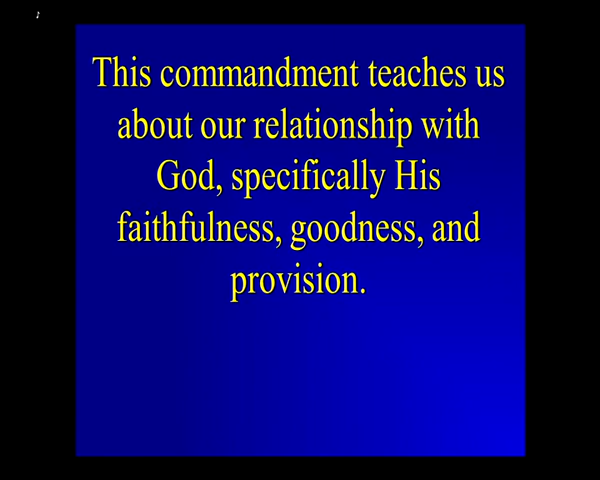 This commandment teaches us
about our relationship with
God, specifically His
faithfulness, goodness, and
provision.